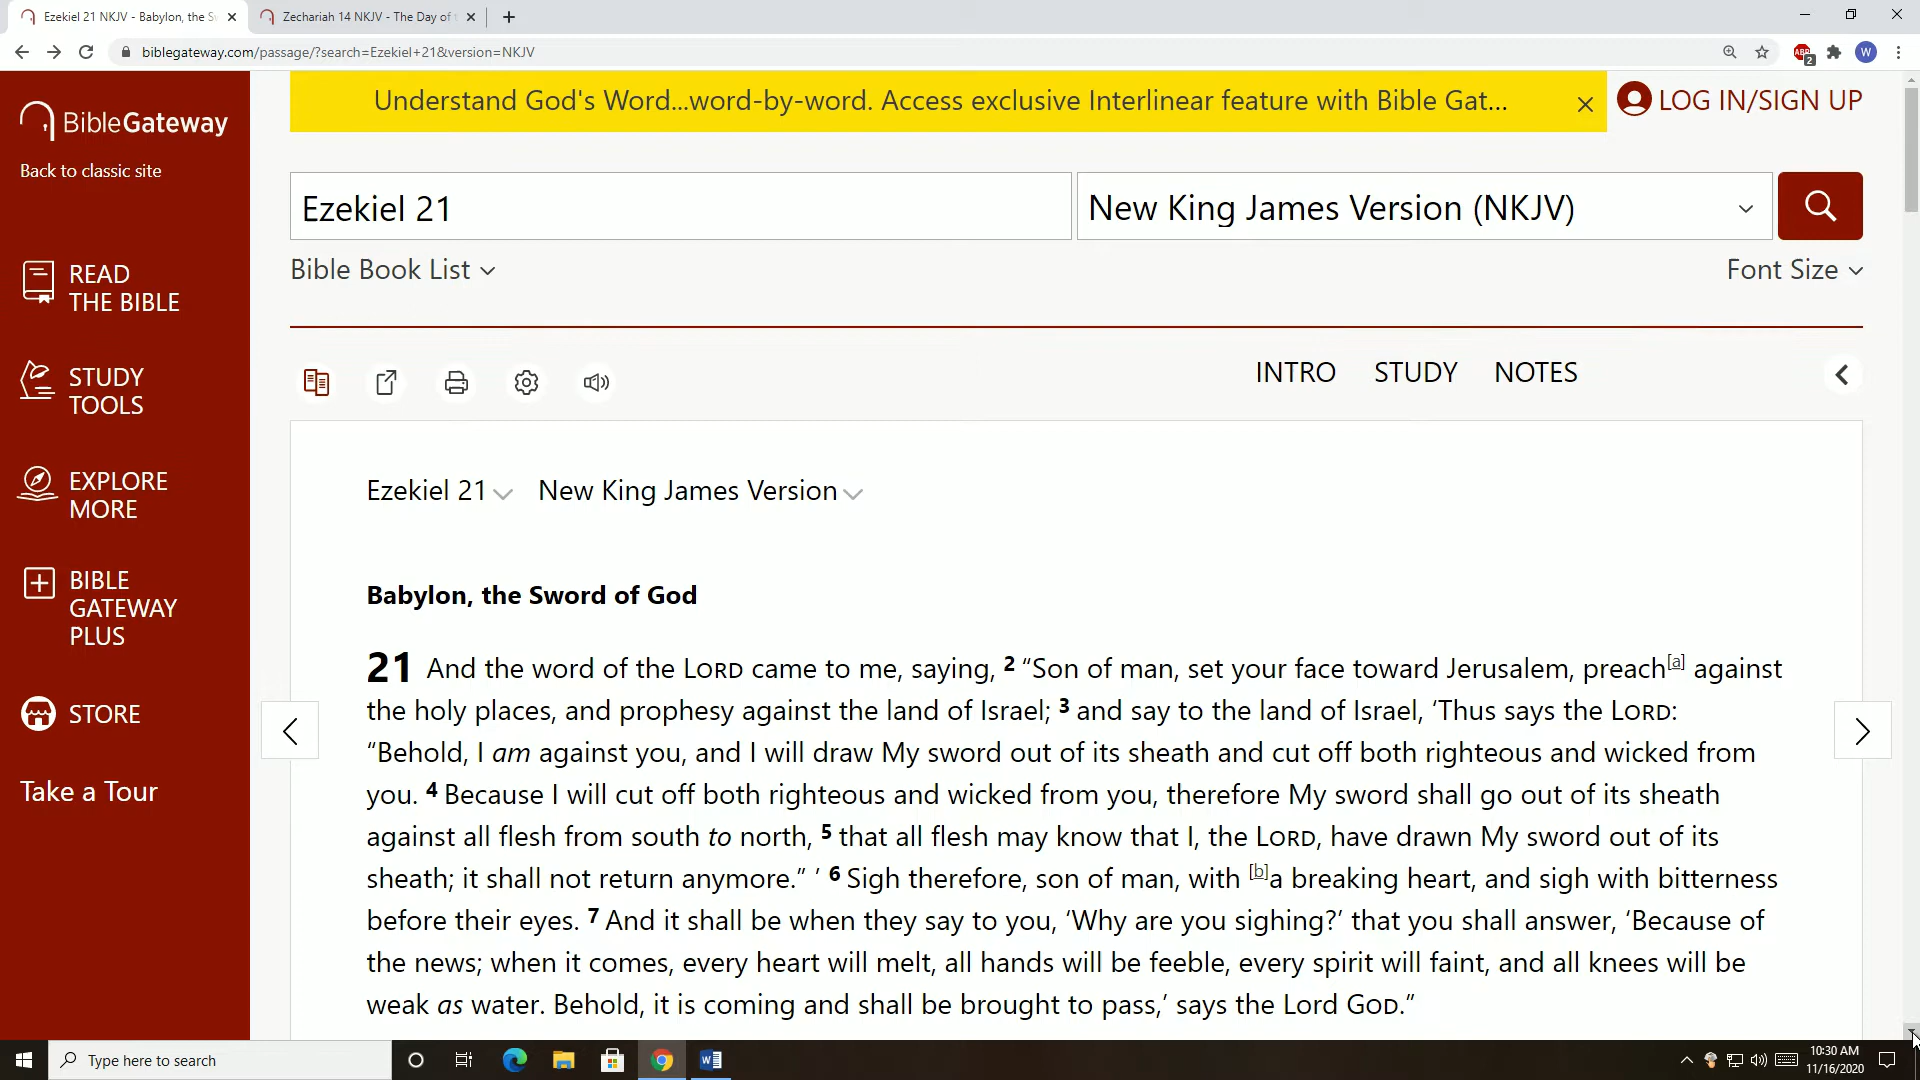 Ezekiel 21 NKJV - Babylon, the S
Zechariah 14 NKJV - The Day of
biblegateway.com/passage/?search=Ezekiel+21&version=NKJV
ABP
2
W
BibleGateway
Back to classic site
READ
THE BIBLE
STUDY
TOOLS
EXPLORE
MORE
BIBLE
GATEWAY
PLUS
STORE
Take a Tour
Understand God's Word...word-by-word. Access exclusive Interlinear feature with Bible Gat...
LOG IN/SIGN UP
Ezekiel 21
New King James Version (NKJV)
Bible Book List
Font Size
INTRO STUDY NOTES
Ezekiel 21 New King James Version
Babylon, the Sword of God
21 And the word of the LORD came to me, saying, 2 “Son of man, set your face toward Jerusalem, preach[a] against
the holy places, and prophesy against the land of Israel; 3 and say to the land of Israel, ‘Thus says the LORD:
“Behold, I am against you, and I will draw My sword out of its sheath and cut off both righteous and wicked from
you. 4 Because I will cut off both righteous and wicked from you, therefore My sword shall go out of its sheath
against all flesh from south to north, 5 that all flesh may know that I, the LORD, have drawn My sword out of its
sheath; it shall not return anymore.” ’ 6 Sigh therefore, son of man, with [b]a breaking heart, and sigh with bitterness
before their eyes. 7 And it shall be when they say to you, ‘Why are you sighing?’ that you shall answer, ‘Because of
the news; when it comes, every heart will melt, all hands will be feeble, every spirit will faint, and all knees will be
weak as water. Behold, it is coming and shall be brought to pass,’ says the Lord GOD.”
Type here to search
10:30 AM
11/16/2020